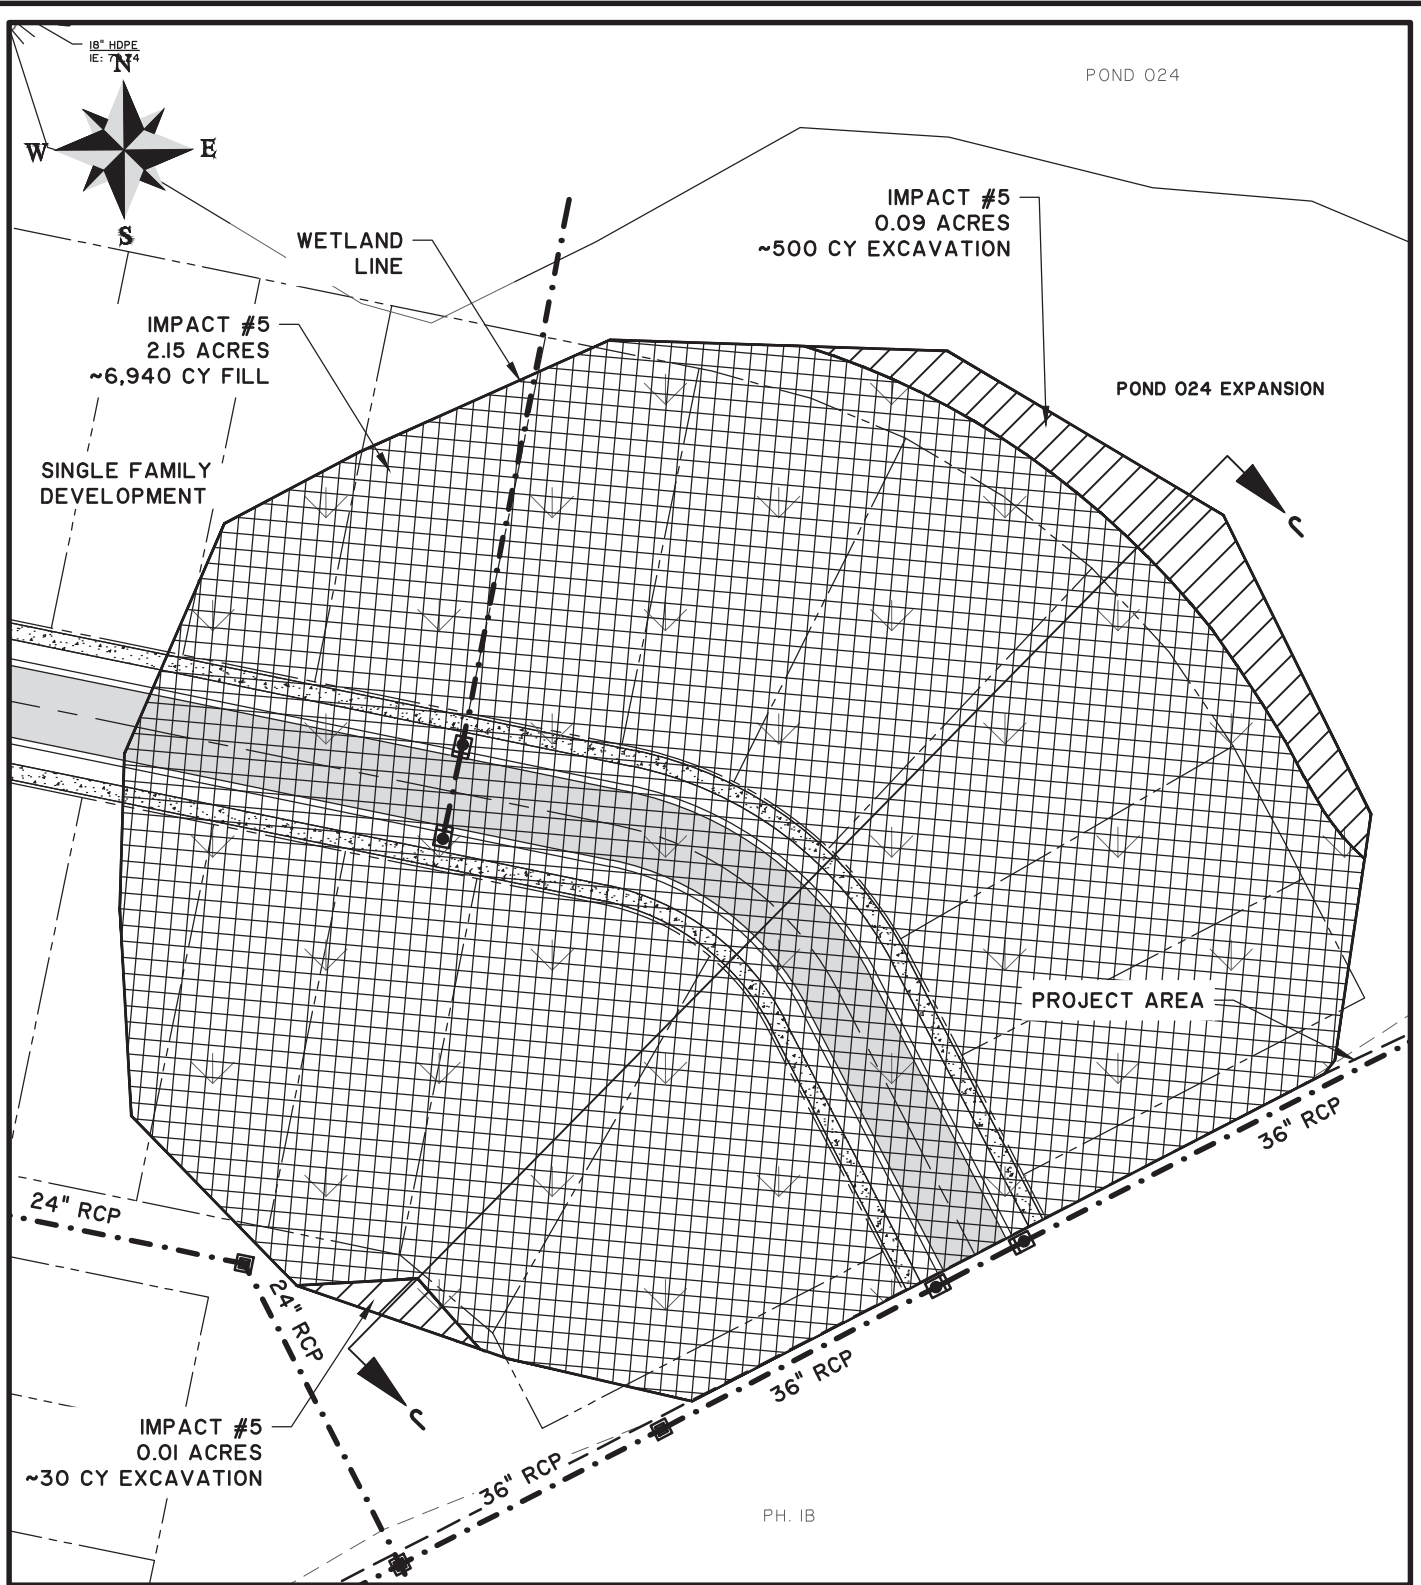 18" HDPE
N
W
E
S
POND 024
IMPACT #5
0.09 ACRES
~500 CY EXCAVATION
WETLAND
LINE
IMPACT #5
2.15 ACRES
~6,940 CY FILL
POND 024 EXPANSION
SINGLE FAMILY
DEVELOPMENT
J
PROJECT AREA
36" RCP
24" RCP
24" RCP
36" RCP
J
IMPACT #5
0.01 ACRES
~30 CY EXCAVATION
36" RCP
PH. 1B